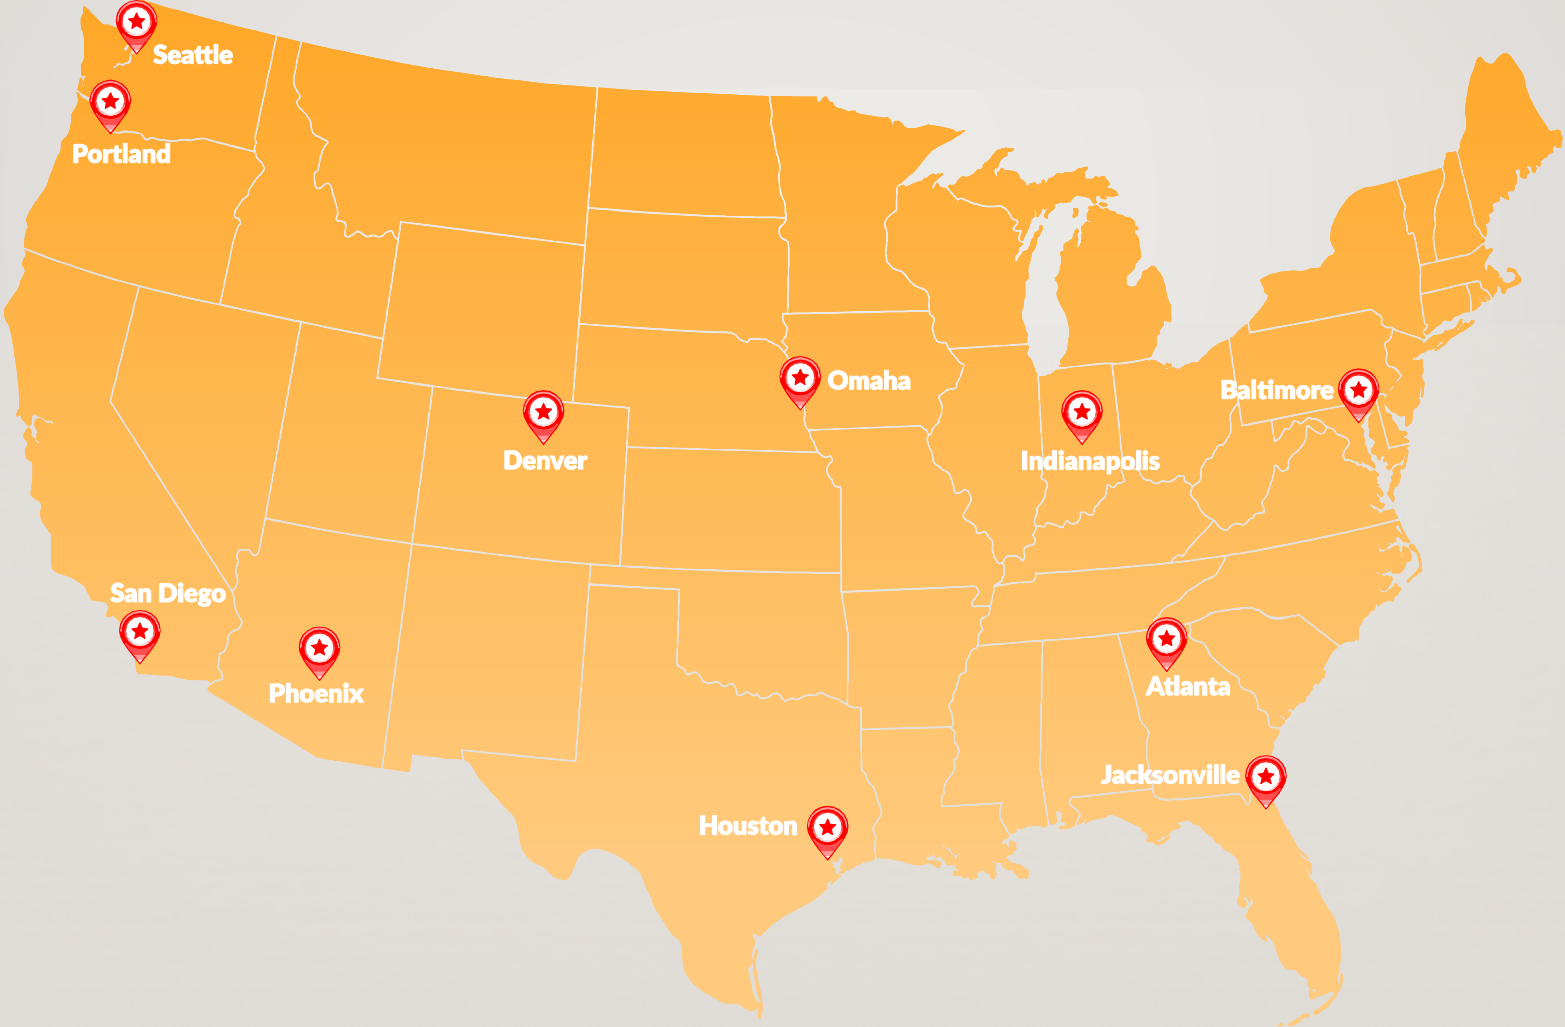 Seattle
Portland
Omaha
Baltimore
Denver
Indianapolis
San Diego
Phoenix
Atlanta
Jacksonville
Houston